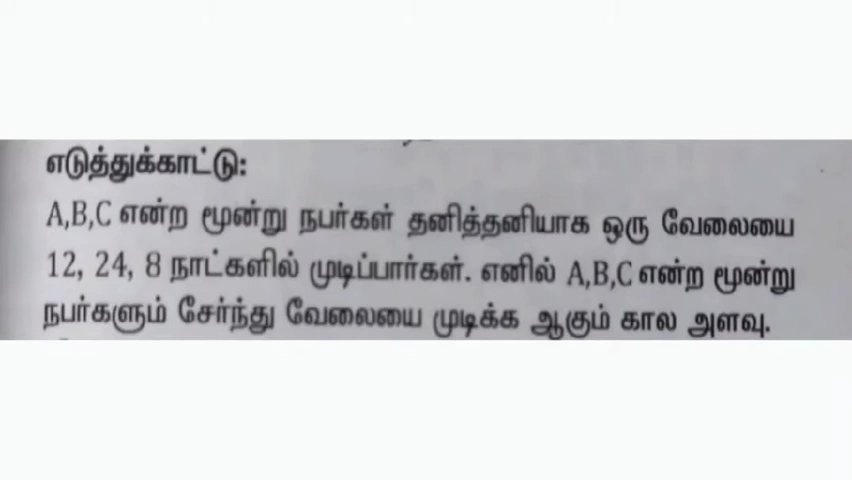 எடுத்துக்காட்டு:
A,B,C என்ற மூன்று நபர்கள் தனித்தனியாக ஒரு வேலையை
12, 24, 8 நாட்களில் முடிப்பார்கள். எனில் A,B,C என்ற மூன்று
நபர்களும் சேர்ந்து வேலையை முடிக்க ஆகும் கால அளவு.